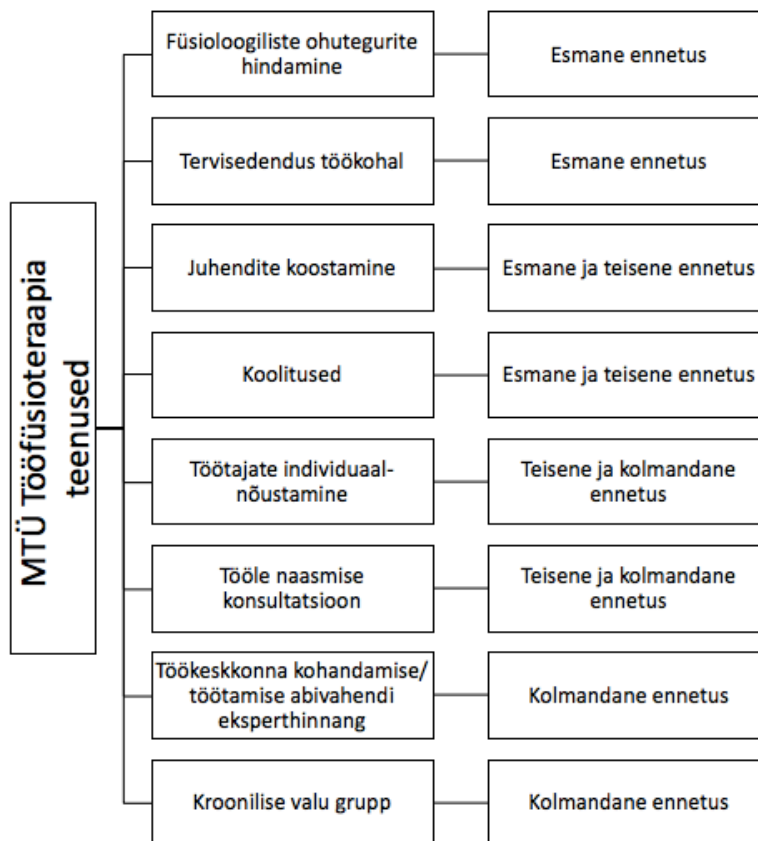 MTÜ Tööfüsioteraapia
teenused
Füsioloogiliste ohutegurite
hindamine
Esmane ennetus
Tervisedendus töökohal
Esmane ennetus
Juhendite koostamine
Esmane ja teisene ennetus
Koolitused
Esmane ja teisene ennetus
Töötajate individuaal-
nõustamine
Teisene ja kolmandane
ennetus
Tööle naasmise
konsultatsioon
Teisene ja kolmandane
ennetus
Töökeskkonna kohandamise/
töötamise abivahendi
eksperthinnang
Kolmandane ennetus
Kroonilise valu grupp
Kolmandane ennetus